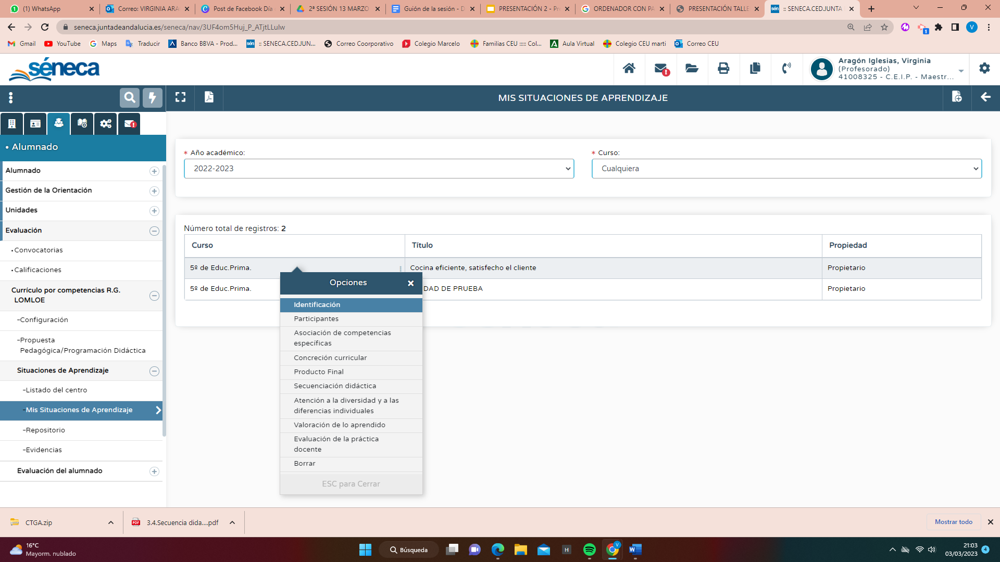 (1) WhatsApp
Correo: VIRGINIA ARA
Post de Facebook Día
2ª SESIÓN 13 MARZO
Guión de la sesión - D
PRESENTACIÓN 2 - Pr
ORDENADOR CON PA
PRESENTACIÓN TALLE
:: SENECA.CED.JUNTA
seneca.juntadeandalucia.es/seneca/nav/3UF4om5Huj_P_ATjtLLulw
Gmail
YouTube
Maps
Traducir
Banco BBVA - Prod...
:: SENECA.CED.JUN...
Correo Coorporativo
Colegio Marcelo
Familias CEU ::::: Col...
Aula Virtual
Colegio CEU marti
Correo CEU
séneca
Aragón Iglesias, Virginia
(Profesorado)
41008325 - C.E.I.P. - Maestr...
MIS SITUACIONES DE APRENDIZAJE
• Alumnado
Alumnado
Gestión de la Orientación
Unidades
Evaluación
Convocatorias
Calificaciones
Currículo por competencias R.G.
LOMLOE
-Configuración
-Propuesta
Pedagógica/Programación Didáctica
Situaciones de Aprendizaje
-Listado del centro
-Mis Situaciones de Aprendizaje
-Repositorio
-Evidencias
Evaluación del alumnado
* Año académico:
2022-2023
* Curso:
Cualquiera
Número total de registros: 2
Curso
Título
Propiedad
5º de Educ.Prima.
Cocina eficiente, satisfecho el cliente
Propietario
5º de Educ.Prima.
DAD DE PRUEBA
Propietario
Opciones
Identificación
Participantes
Asociación de competencias
específicas
Concreción curricular
Producto Final
Secuenciación didáctica
Atención a la diversidad y a las
diferencias individuales
Valoración de lo aprendido
Evaluación de la práctica
docente
Borrar
ESC para Cerrar
CTGA.zip
3.4.Secuencia dida....pdf
Mostrar todo
16°C
Mayorm. nublado
Búsqueda
21:03
03/03/2023
4